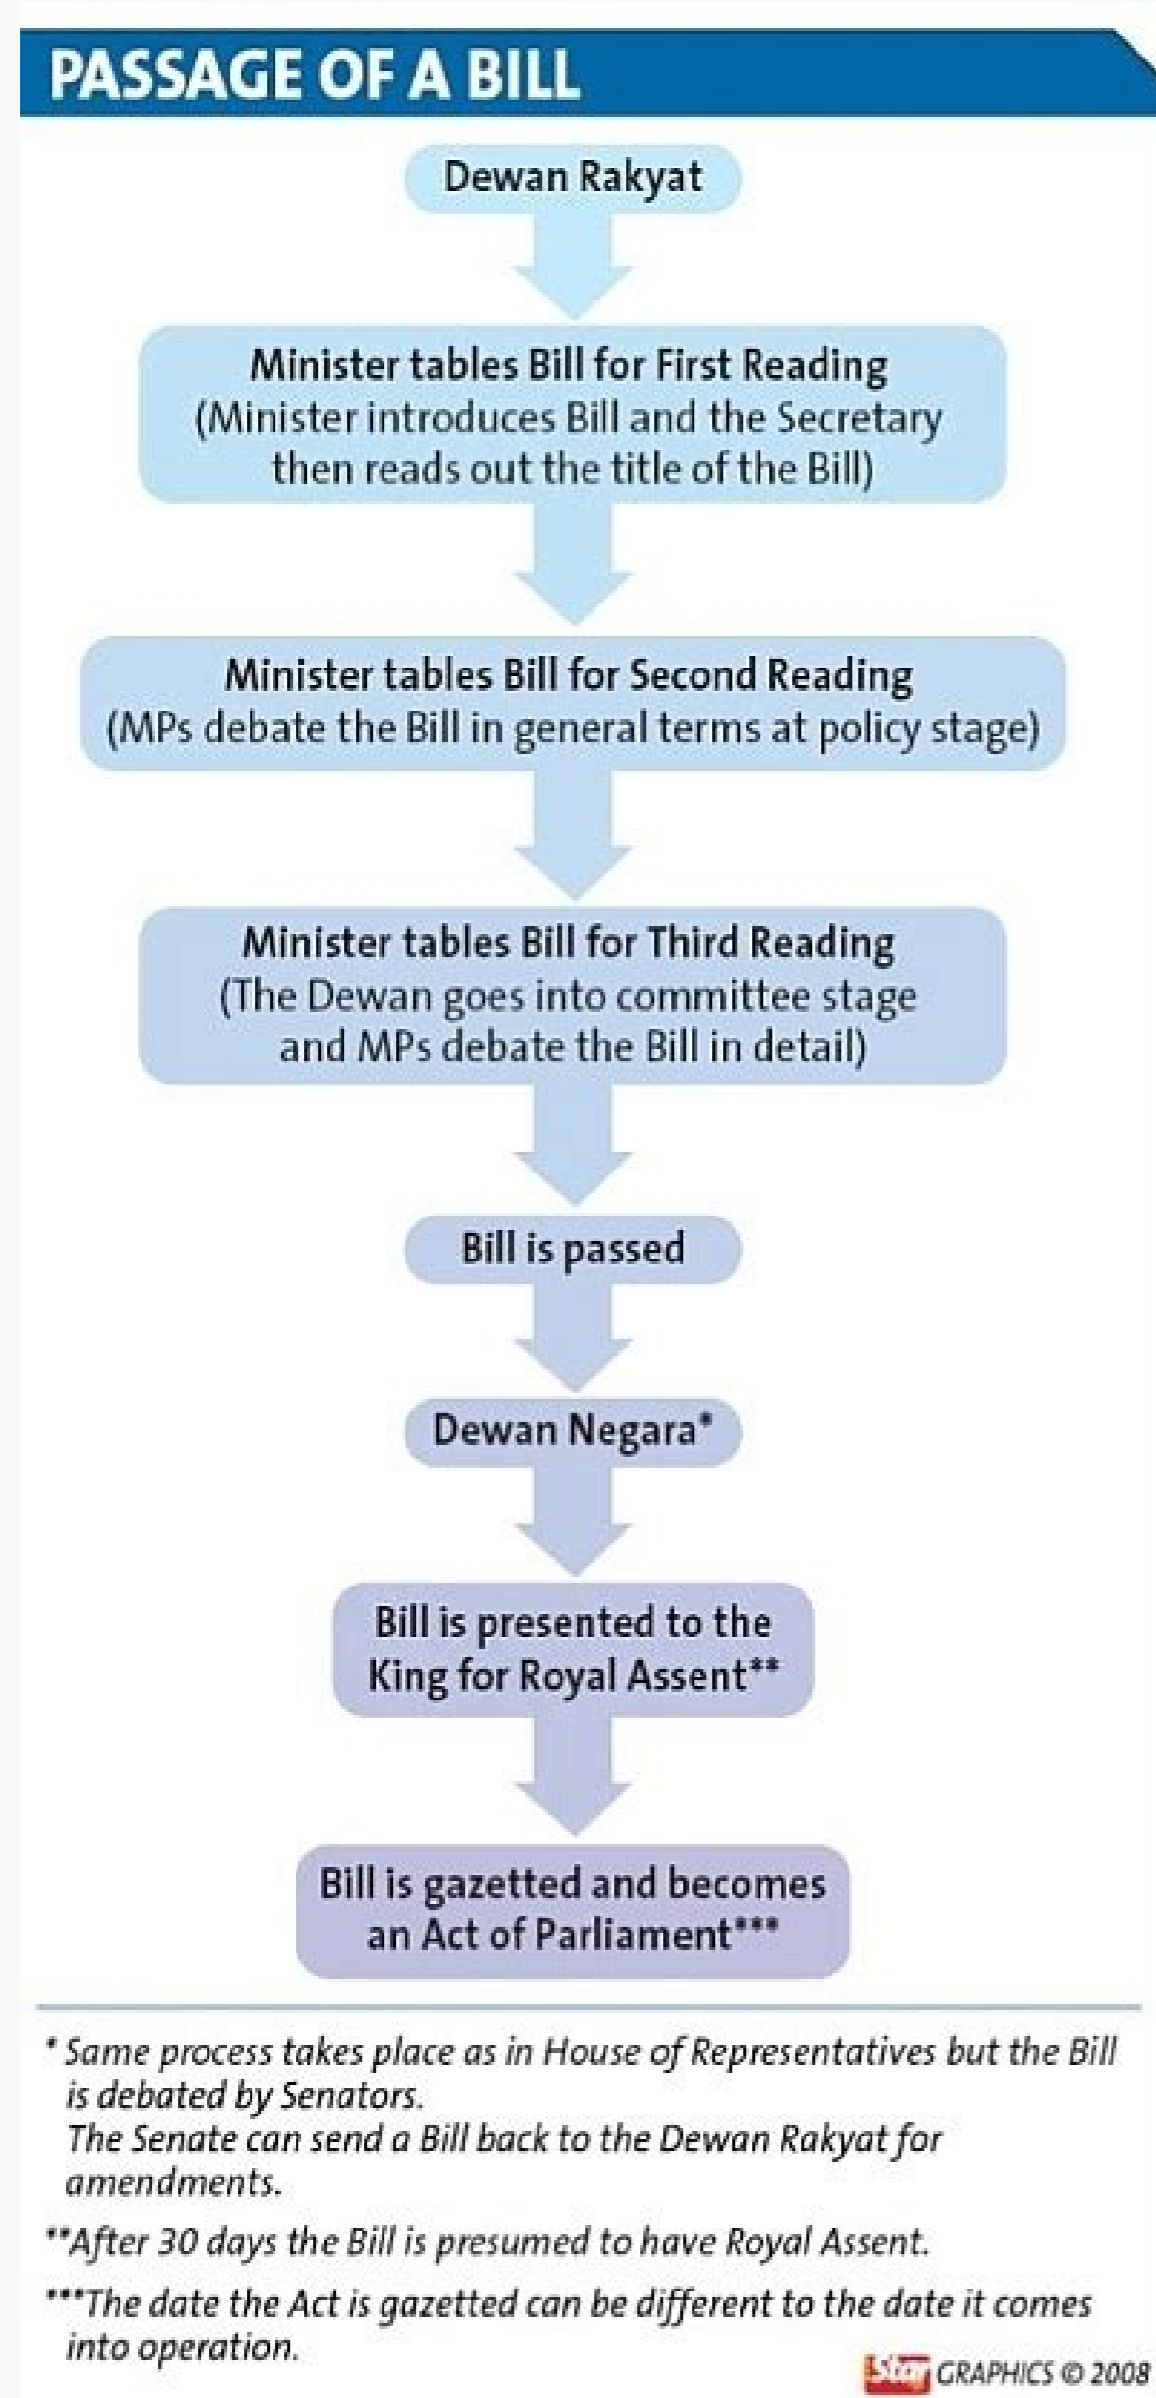 PASSAGE OF A BILL
Dewan Rakyat
Minister tables Bill for First Reading
(Minister introduces Bill and the Secretary
then reads out the title of the Bill)
Minister tables Bill for Second Reading
(MPs debate the Bill in general terms at policy stage)
Minister tables Bill for Third Reading
(The Dewan goes into committee stage
and MPs debate the Bill in detail)
Bill is passed
Dewan Negara*
Bill is presented to the
King for Royal Assent**
Bill is gazetted and becomes
an Act of Parliament***
* Same process takes place as in House of Representatives but the Bill
is debated by Senators.
The Senate can send a Bill back to the Dewan Rakyat for
amendments.
**After 30 days the Bill is presumed to have Royal Assent.
***The date the Act is gazetted can be different to the date it comes
into operation.
Star GRAPHICS © 2008